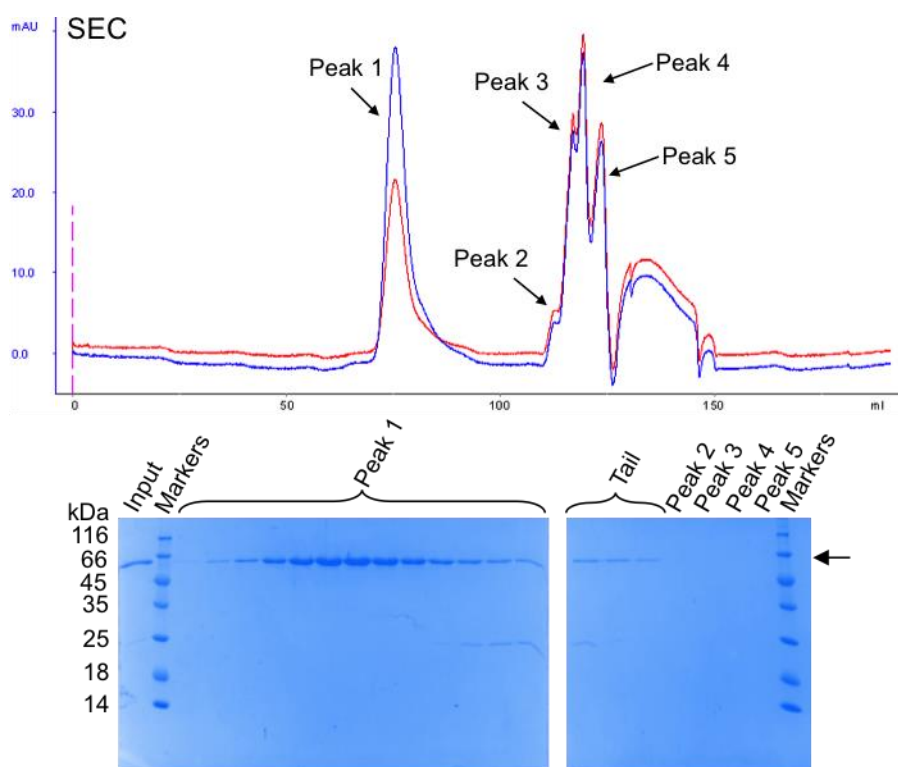 mAU
SEC
Peak 1
Peak 3
Peak 4
Peak 5
Peak 2
30.0
20.0
10.0
0.0
0 50 100 150 ml
Input
Markers
Peak 1
Tail
Peak 2
Peak 3
Peak 4
Peak 5
Markers
kDa
116
66
45
35
25
18
14